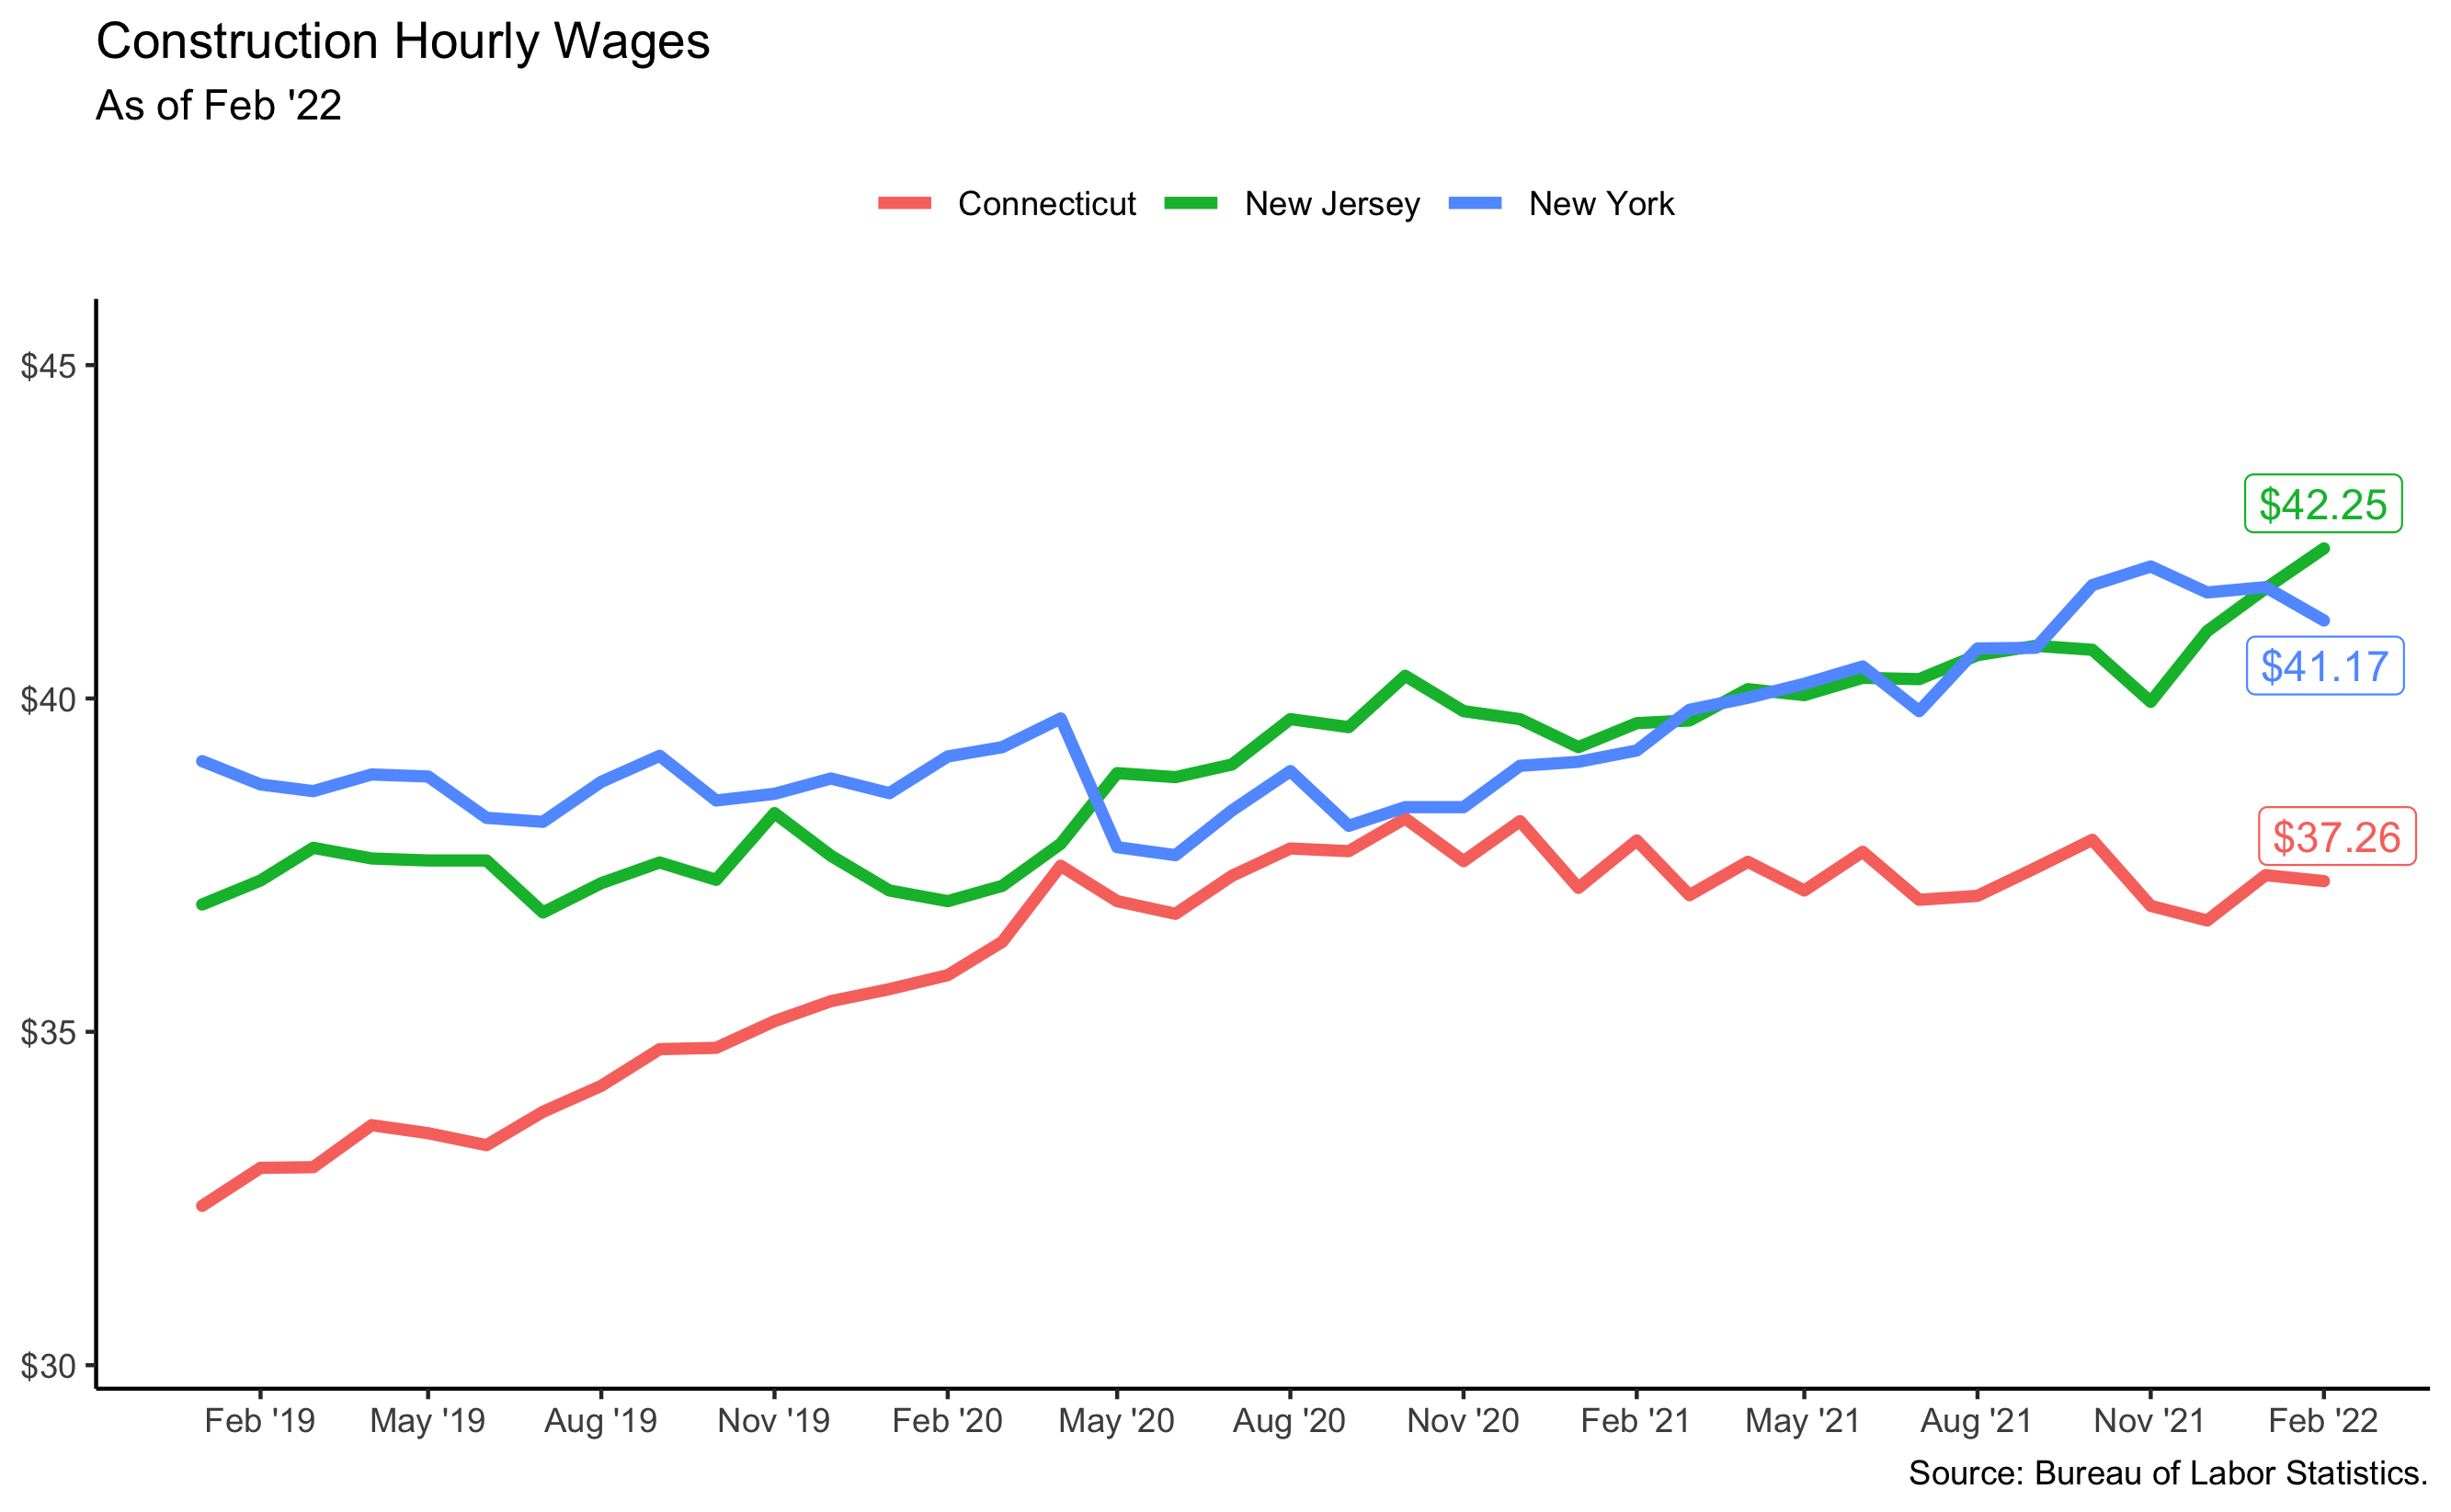 Construction Hourly Wages
As of Feb '22
Connecticut New Jersey New York
$45
$40
$35
$30
$42.25
$41.17
$37.26
Feb '19 May '19 Aug '19 Nov '19 Feb '20 May '20 Aug '20 Nov '20 Feb '21 May '21 Aug '21 Nov '21 Feb '22
Source: Bureau of Labor Statistics.